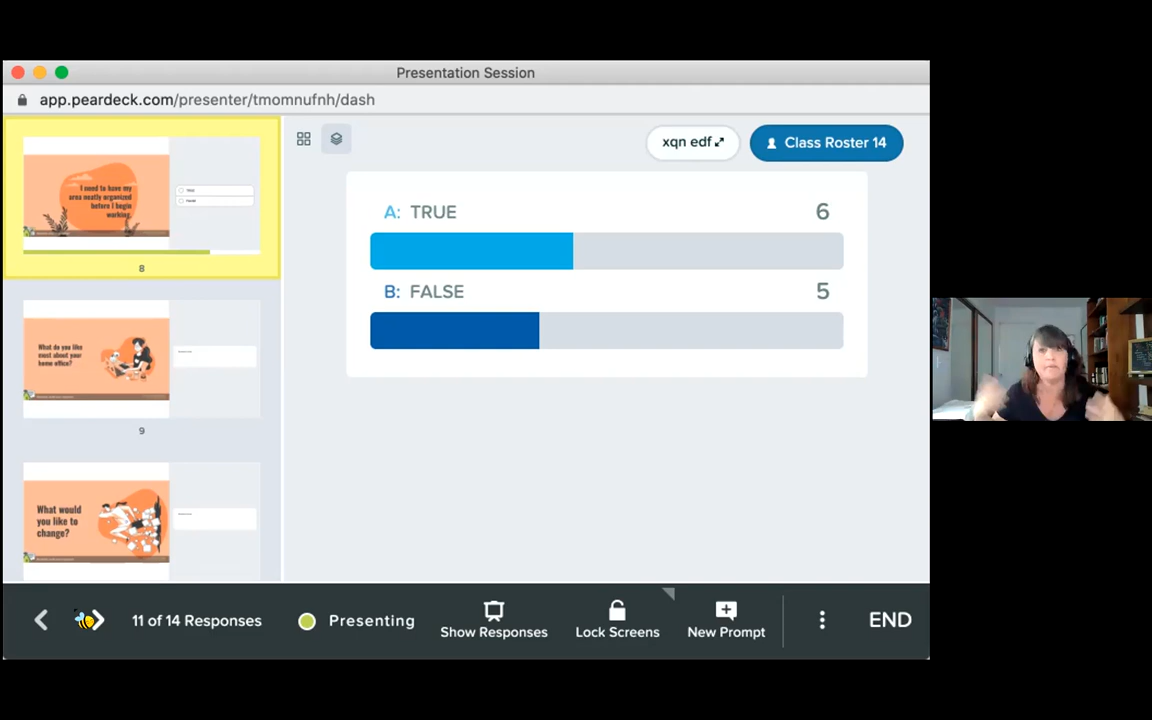 Presentation Session
app.peardeck.com/presenter/tmomnufnh/dash
I need to have my
area neatly organized
before I begin
working.
8
What do you like
most about your
home office?
9
What would
you like to
change?
xqn edf
Class Roster 14
A: TRUE 6
B: FALSE 5
11 of 14 Responses
Presenting
Show Responses
Lock Screens
New Prompt
END